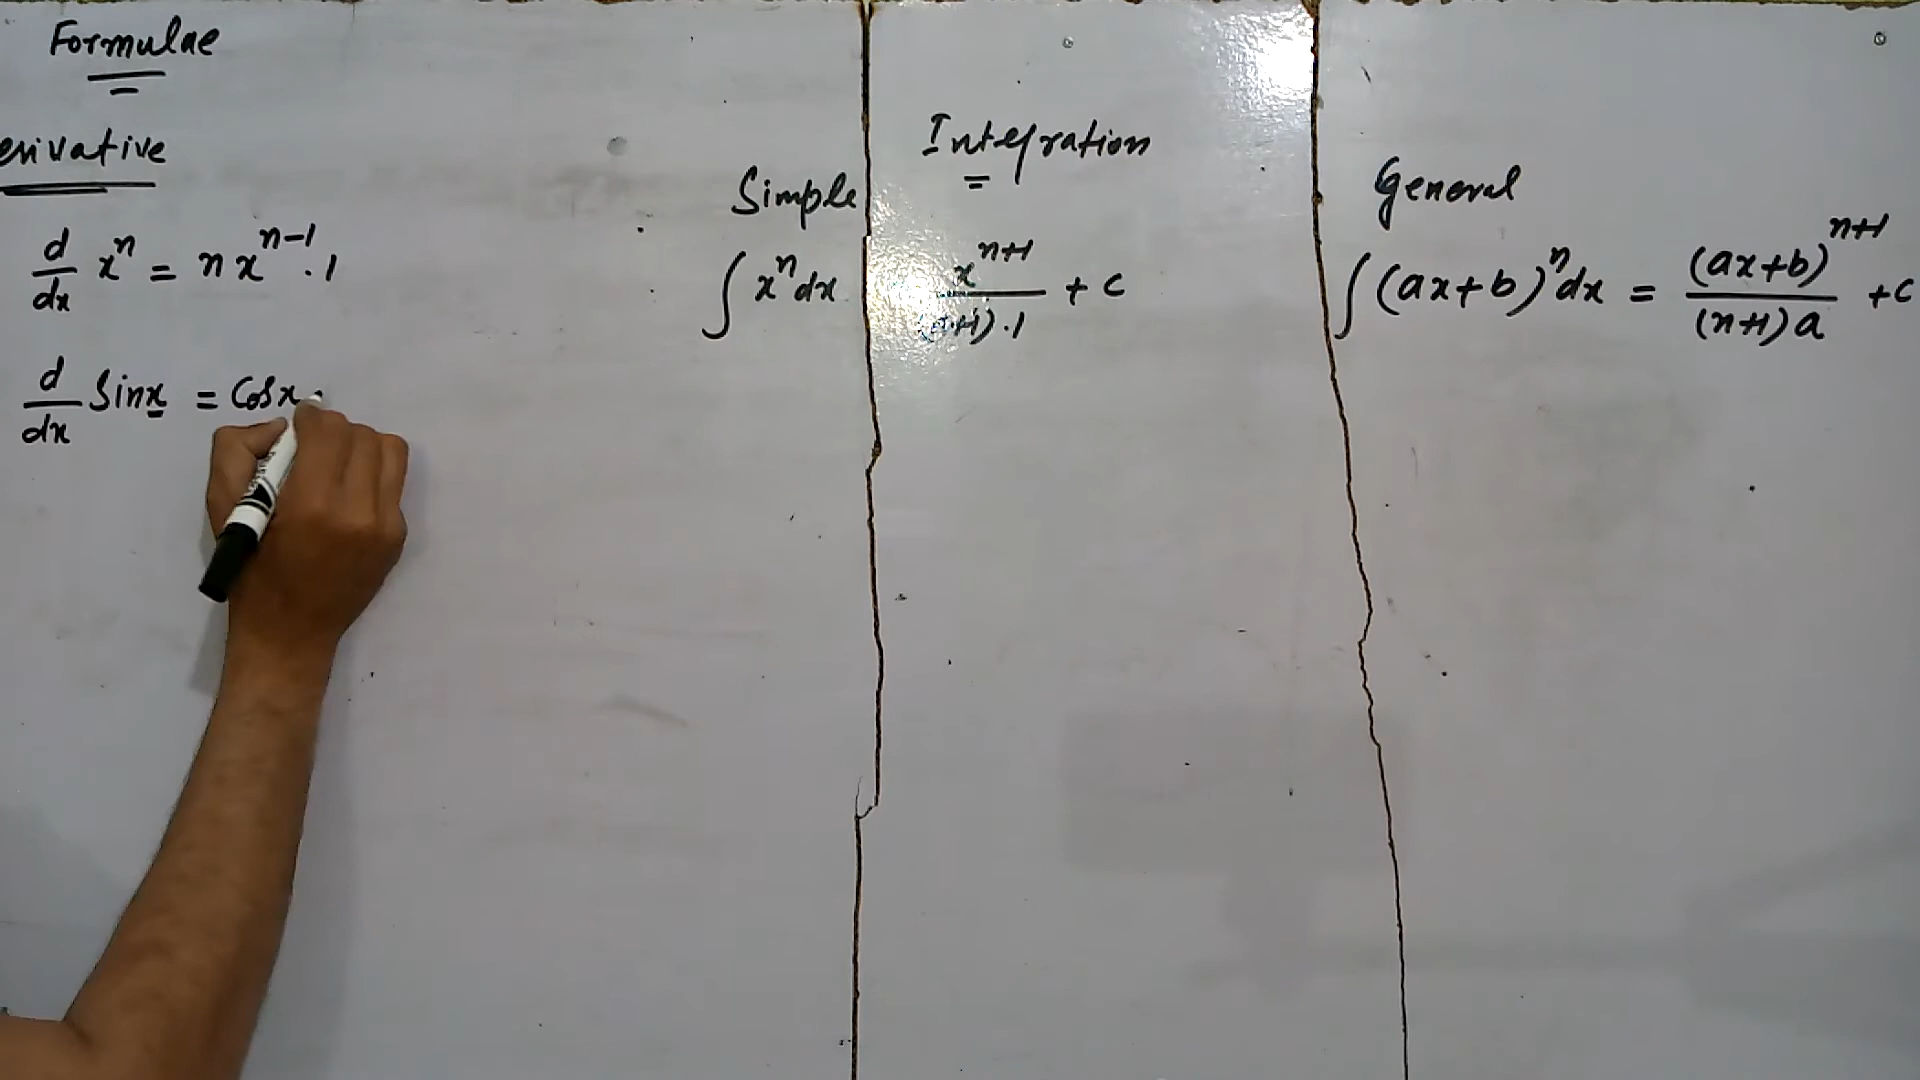 Formulae
erivative
Integration
Simple
General
d/dx x^n = n x^(n-1) . 1
∫ x^n dx x^(n+1)/(n+1).1 + c
∫ (ax+b)^n dx = (ax+b)^(n+1)/(n+1)a + c
d/dx Sinx = Cosx .